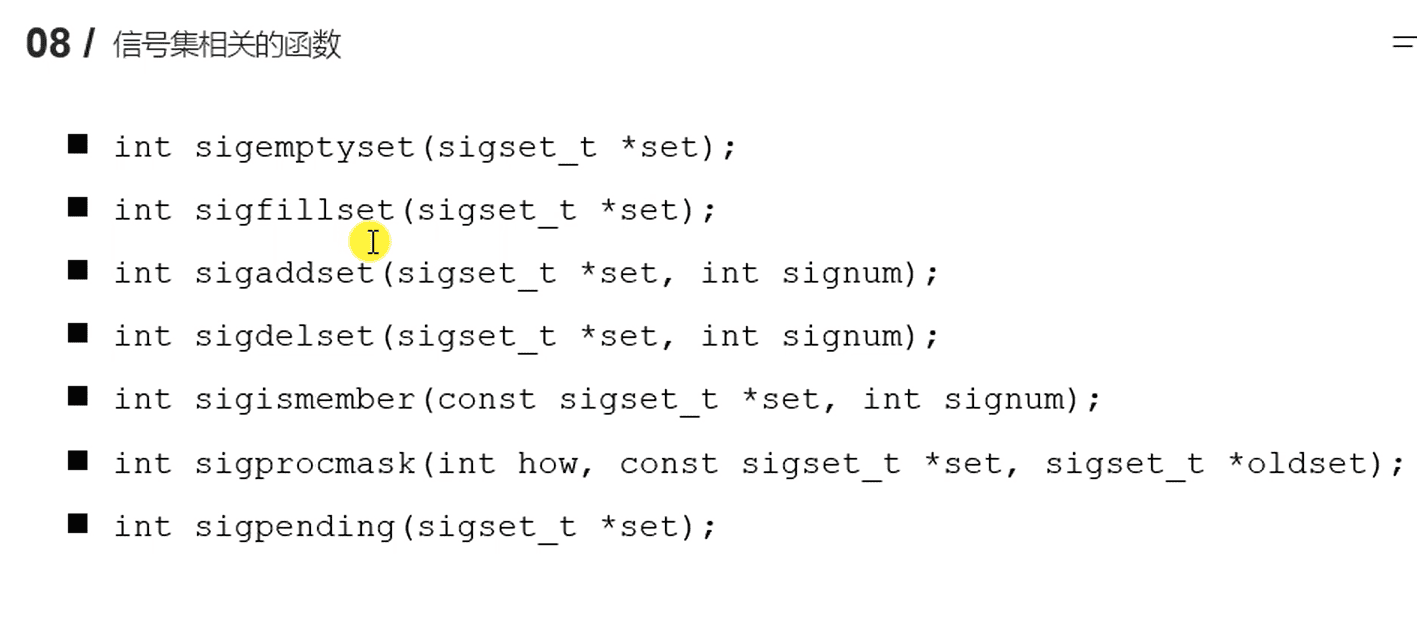 08 / 信号集相关的函数
■ int sigemptyset(sigset_t *set);
■ int sigfillset(sigset_t *set);
■ int sigaddset(sigset_t *set, int signum);
■ int sigdelset(sigset_t *set, int signum);
■ int sigismember(const sigset_t *set, int signum);
■ int sigprocmask(int how, const sigset_t *set, sigset_t *oldset);
■ int sigpending(sigset_t *set);